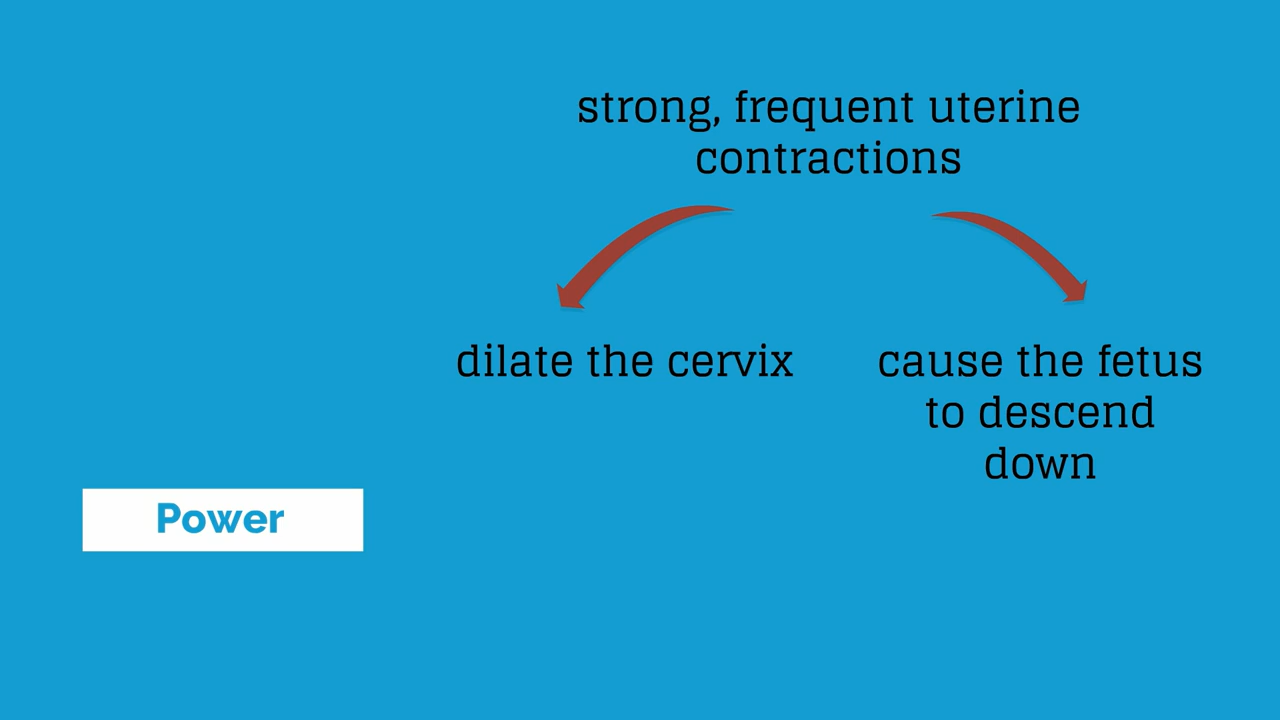 strong, frequent uterine
contractions
dilate the cervix
cause the fetus
to descend
down
Power